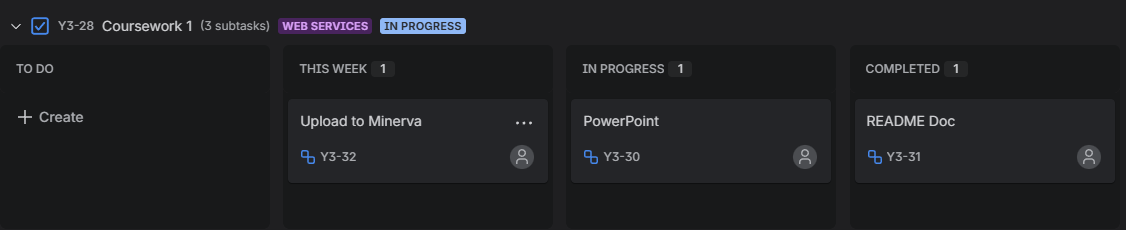 Y3-28 Coursework 1 (3 subtasks) WEB SERVICES IN PROGRESS
TO DO
THIS WEEK 1
IN PROGRESS 1
COMPLETED 1
+ Create
Upload to Minerva ...
Y3-32
PowerPoint
Y3-30
README Doc
Y3-31